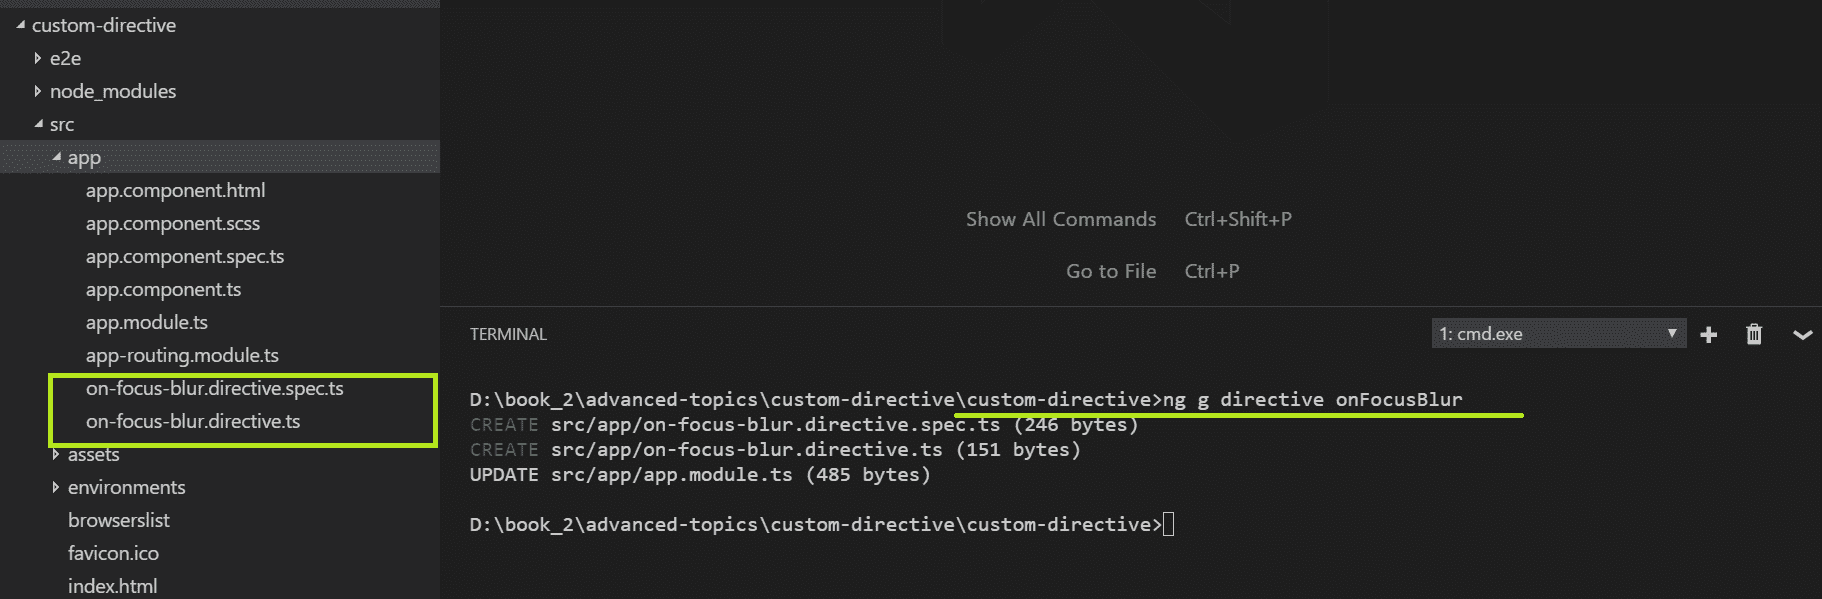 custom-directive
e2e
node_modules
src
app
app.component.html
app.component.scss
app.component.spec.ts
app.component.ts
app.module.ts
app-routing.module.ts
on-focus-blur.directive.spec.ts
on-focus-blur.directive.ts
assets
environments
browserslist
favicon.ico
index.html
Show All Commands Ctrl+Shift+P
Go to File Ctrl+P
TERMINAL 1: cmd.exe
D:\book_2\advanced-topics\custom-directive\custom-directive>ng g directive onFocusBlur
CREATE src/app/on-focus-blur.directive.spec.ts (246 bytes)
CREATE src/app/on-focus-blur.directive.ts (151 bytes)
UPDATE src/app/app.module.ts (485 bytes)
D:\book_2\advanced-topics\custom-directive\custom-directive>